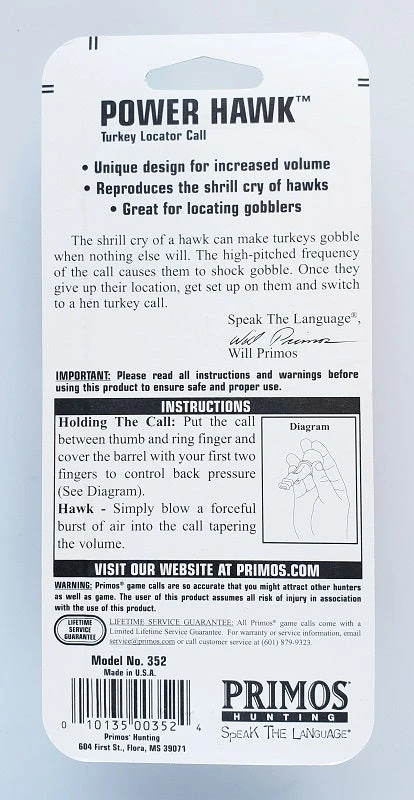 POWER HAWK™
Turkey Locator Call
• Unique design for increased volume
• Reproduces the shrill cry of hawks
• Great for locating gobblers
The shrill cry of a hawk can make turkeys gobble
when nothing else will. The high-pitched frequency
of the call causes them to shock gobble. Once they
give up their location, get set up on them and switch
to a hen turkey call.
Speak The Language®,
Will Primos
Will Primos
IMPORTANT: Please read all instructions and warnings before
using this product to ensure safe and proper use.
INSTRUCTIONS
Holding The Call: Put the call
between thumb and ring finger and
cover the barrel with your first two
fingers to control back pressure
(See Diagram).
Hawk - Simply blow a forceful
burst of air into the call tapering
the volume.
Diagram
VISIT OUR WEBSITE AT PRIMOS.COM
WARNING: Primos® game calls are so accurate that you might attract other hunters
as well as game. The user of this product assumes all risk of injury in association
with the use of this product.
LIFETIME
SERVICE
GUARANTEE
LIFETIME SERVICE GUARANTEE: All Primos® game calls come with a
Limited Lifetime Service Guarantee. For warranty or service information, email
service@primos.com or call customer service at (601) 879-9323.
Model No. 352
Made in U.S.A.
0 10135 00352 4
Primos® Hunting
604 First St., Flora, MS 39071
PRIMOS®
HUNTING
SPEAK THE LANGUAGE®